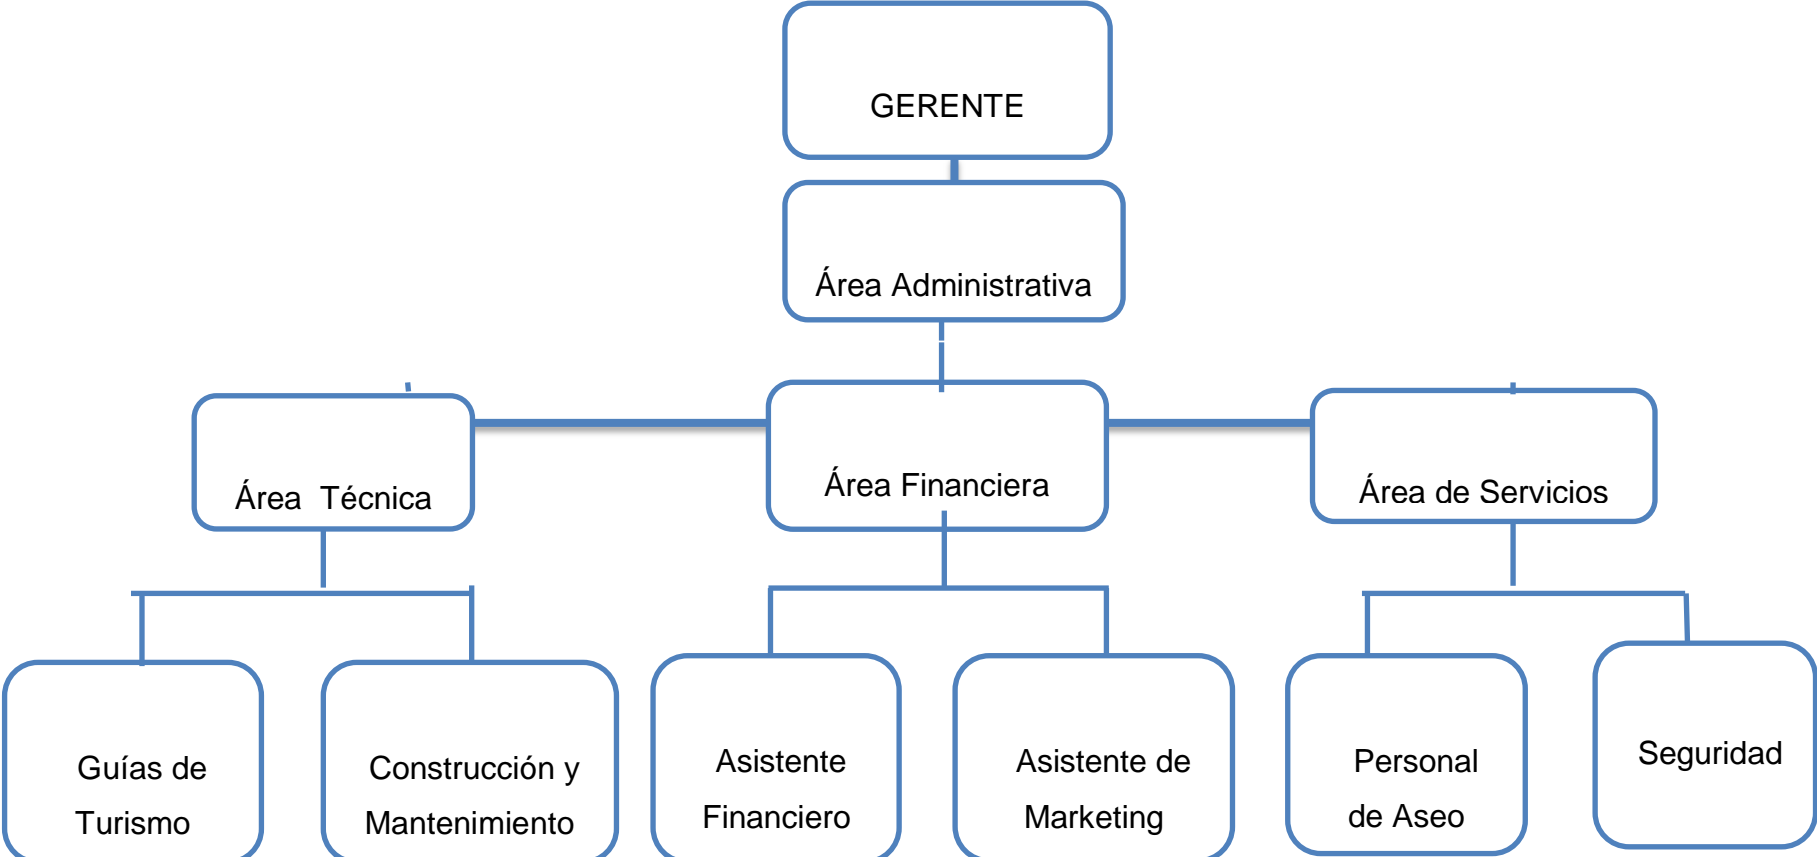 GERENTE
Área Administrativa
Área Técnica
Área Financiera
Área de Servicios
Guías de
Turismo
Construcción y
Mantenimiento
Asistente
Financiero
Asistente de
Marketing
Personal
de Aseo
Seguridad